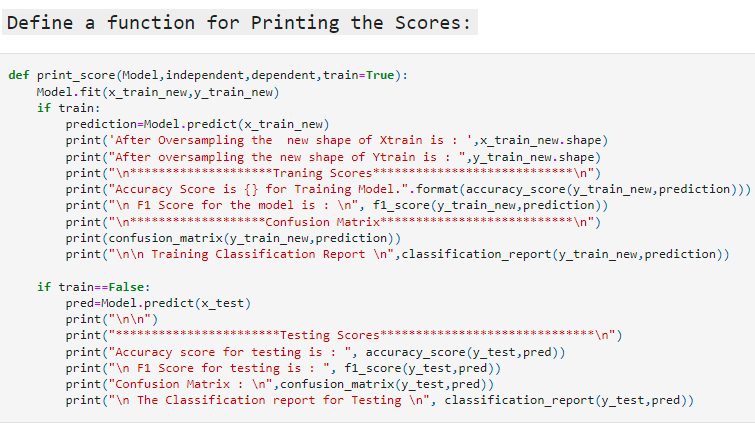 Define a function for Printing the Scores:
def print_score(Model,independent,dependent,train=True):
    Model.fit(x_train_new,y_train_new)
    if train:
        prediction=Model.predict(x_train_new)
        print('After Oversampling the  new shape of Xtrain is : ',x_train_new.shape)
        print("After oversampling the new shape of Ytrain is : ",y_train_new.shape)
        print("\n********************Traning Scores****************************\n")
        print("Accuracy Score is {} for Training Model.".format(accuracy_score(y_train_new,prediction)))
        print("\n F1 Score for the model is : \n", f1_score(y_train_new,prediction))
        print("\n*******************Confusion Matrix***************************\n")
        print(confusion_matrix(y_train_new,prediction))
        print("\n\n Training Classification Report \n",classification_report(y_train_new,prediction))
    if train==False:
        pred=Model.predict(x_test)
        print("\n\n")
        print("***********************Testing Scores******************************\n")
        print("Accuracy score for testing is : ", accuracy_score(y_test,pred))
        print("\n F1 Score for testing is : ", f1_score(y_test,pred))
        print("Confusion Matrix : \n",confusion_matrix(y_test,pred))
        print("\n The Classification report for Testing \n", classification_report(y_test,pred))